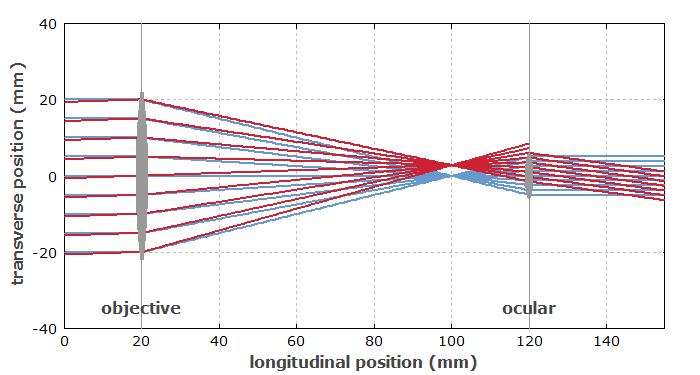 40
20
0
-20
-40
transverse position (mm)
objective
ocular
0 20 40 60 80 100 120 140
longitudinal position (mm)